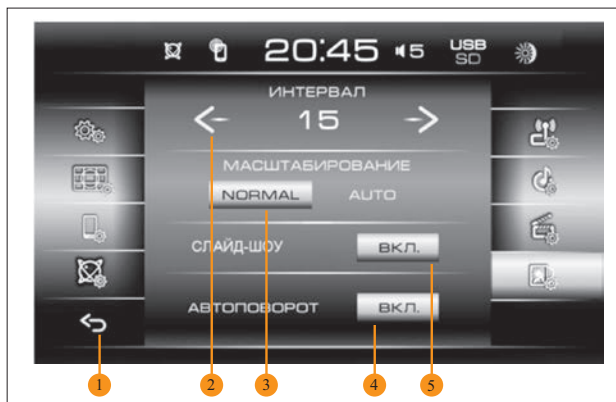 20:45 5 USB
SD
ИНТЕРВАЛ
15
МАСШТАБИРОВАНИЕ
NORMAL AUTO
СЛАЙД-ШОУ ВКЛ.
АВТОПОВОРОТ ВКЛ.
1 2 3 4 5